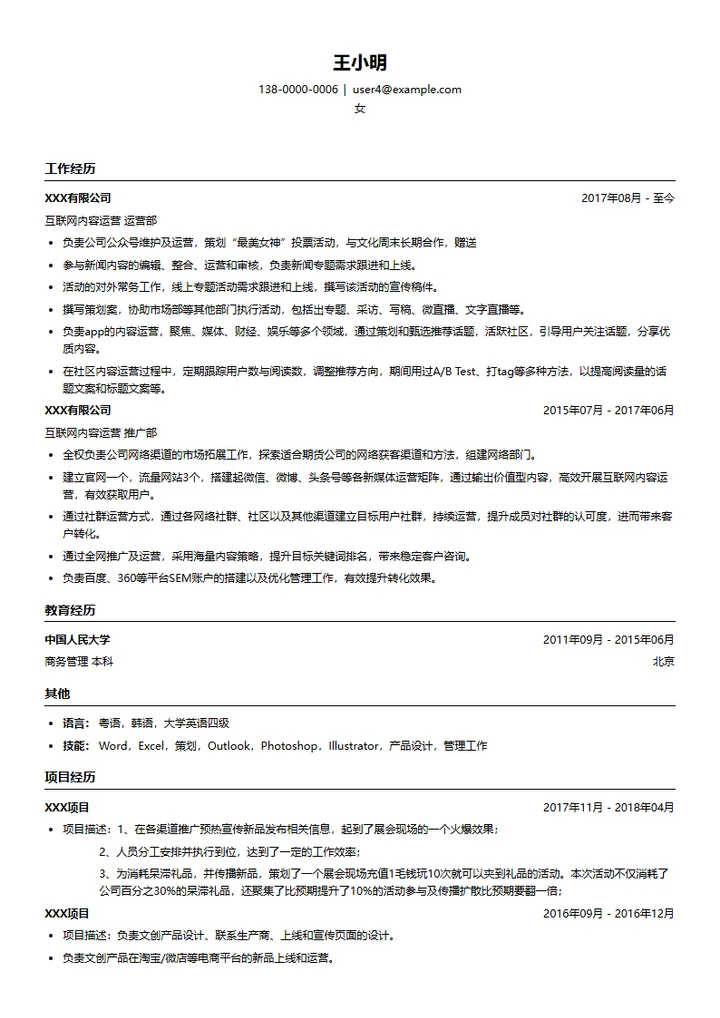 王小明
138-0000-0006 | user4@example.com
女
工作经历
XXX有限公司 2017年08月 - 至今
互联网内容运营 运营部
• 负责公司公众号维护及运营，策划“最美女神”投票活动，与文化周末长期合作，赠送
• 参与新闻内容的编辑、整合、运营和审核，负责新闻专题需求跟进和上线。
• 活动的对外常务工作，线上专题活动需求跟进和上线，撰写该活动的宣传稿件。
• 撰写策划案，协助市场部等其他部门执行活动，包括出专题、采访、写稿、微直播、文字直播等。
• 负责app的内容运营，聚焦、媒体、财经、娱乐等多个领域，通过策划和甄选推荐话题，活跃社区，引导用户关注话题，分享优
质内容。
• 在社区内容运营过程中，定期跟踪用户数与阅读数，调整推荐方向，期间用过A/B Test、打tag等多种方法，以提高阅读量的话
题文案和标题文案等。
XXX有限公司 2015年07月 - 2017年06月
互联网内容运营 推广部
• 全权负责公司网络渠道的市场拓展工作，探索适合期货公司的网络获客渠道和方法，组建网络部门。
• 建立官网一个，流量网站3个，搭建起微信、微博、头条号等各新媒体运营矩阵，通过输出价值型内容，高效开展互联网内容运
营，有效获取用户。
• 通过社群运营方式，通过各网络社群、社区以及其他渠道建立目标用户社群，持续运营，提升成员对社群的认可度，进而带来客
户转化。
• 通过全网推广及运营，采用海量内容策略，提升目标关键词排名，带来稳定客户咨询。
• 负责百度、360等平台SEM账户的搭建以及优化管理工作，有效提升转化效果。
教育经历
中国人民大学 2011年09月 - 2015年06月
商务管理 本科 北京
其他
• 语言： 粤语，韩语，大学英语四级
• 技能： Word，Excel，策划，Outlook，Photoshop，Illustrator，产品设计，管理工作
项目经历
XXX项目 2017年11月 - 2018年04月
• 项目描述：1、在各渠道推广预热宣传新品发布相关信息，起到了展会现场的一个火爆效果；
2、人员分工安排并执行到位，达到了一定的工作效率；
3、为消耗呆滞礼品，并传播新品，策划了一个展会现场充值1毛钱玩10次就可以夹到礼品的活动。本次活动不仅消耗了
公司百分之30%的呆滞礼品，还聚集了比预期提升了10%的活动参与及传播扩散比预期要翻一倍；
XXX项目 2016年09月 - 2016年12月
• 项目描述：负责文创产品设计、联系生产商、上线和宣传页面的设计。
• 负责文创产品在淘宝/微店等电商平台的新品上线和运营。